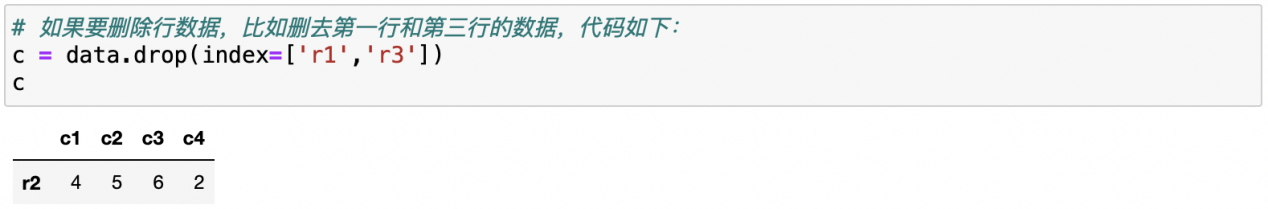 # 如果要删除行数据，比如删去第一行和第三行的数据，代码如下：
c = data.drop(index=['r1','r3'])
c
c1 c2 c3 c4
r2 4 5 6 2